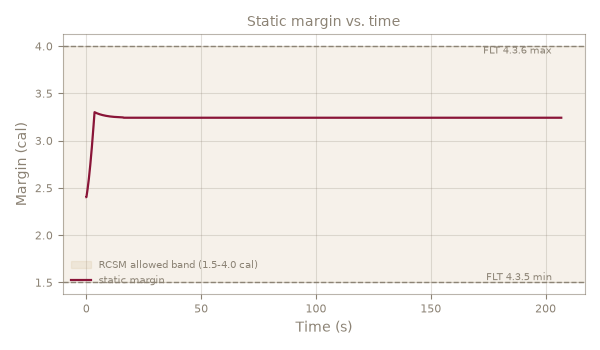 Static margin vs. time
4.0
FLT 4.3.6 max
3.5
3.0
Margin (cal)
2.5
2.0
RCSM allowed band (1.5-4.0 cal)
static margin
FLT 4.3.5 min
1.5
0
50
100
150
200
Time (s)